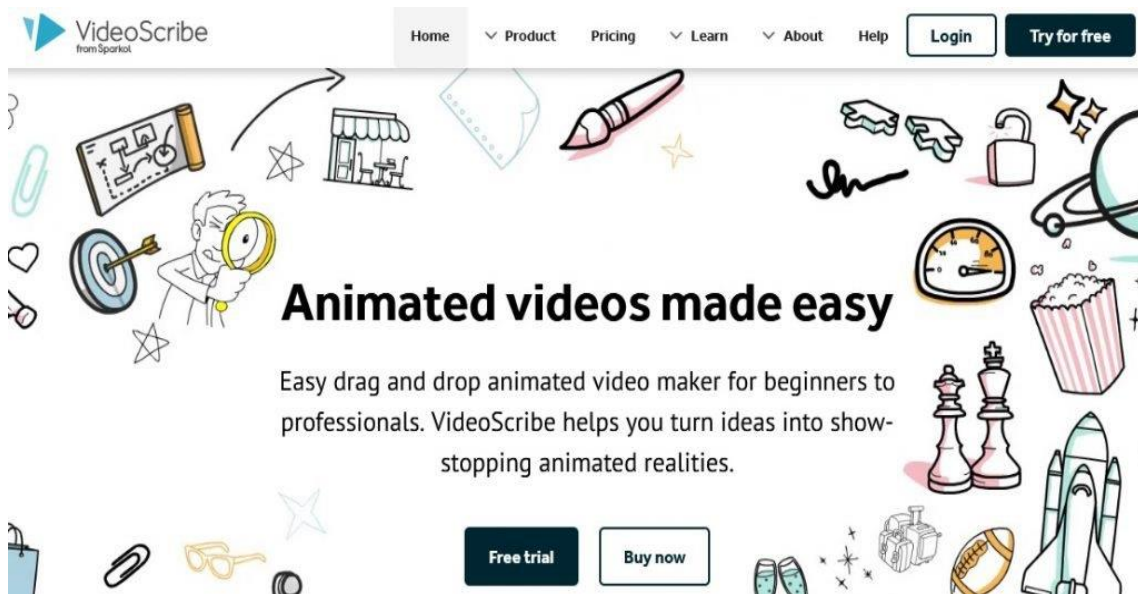 VideoScribe
from Sparkol
Home
Product
Pricing
Learn
About
Help
Login
Try for free
Animated videos made easy
Easy drag and drop animated video maker for beginners to
professionals. VideoScribe helps you turn ideas into show-
stopping animated realities.
Free trial
Buy now